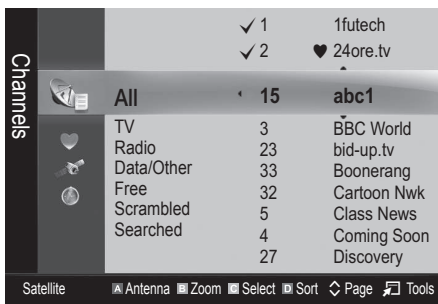 Channels
✓ 1 1futech
✓ 2 ♥ 24ore.tv
All 15 abc1
TV 3 BBC World
Radio 23 bid-up.tv
Data/Other 33 Boonerang
Free 32 Cartoon Nwk
Scrambled 5 Class News
Searched 4 Coming Soon
27 Discovery
Satellite A Antenna B Zoom C Select D Sort Page Tools